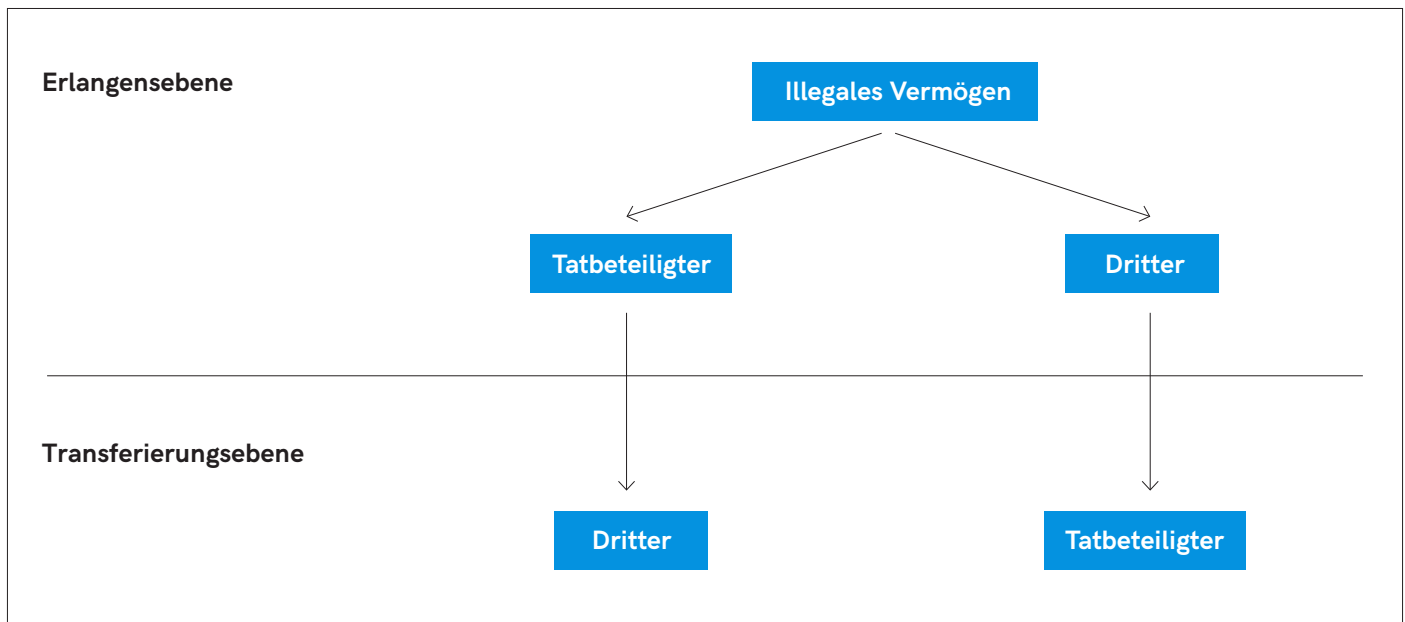 Erlangensebene
Illegales Vermögen
Tatbeteiligter
Dritter
Transferierungsebene
Dritter
Tatbeteiligter